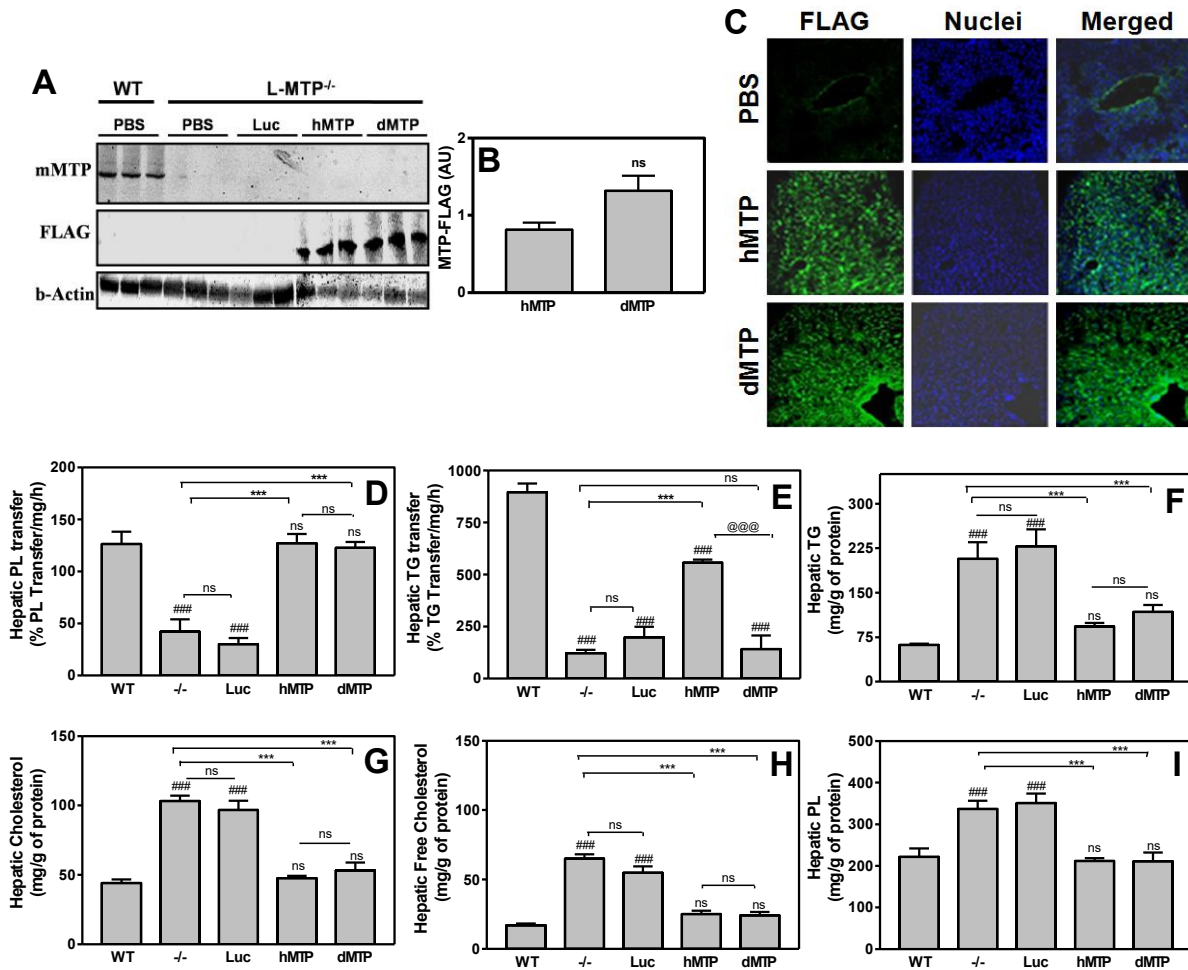 A
WT L-MTP-/-
PBS PBS Luc hMTP dMTP
mMTP
FLAG
b-Actin
B
MTP-FLAG (AU)
2
1
0
ns
hMTP dMTP
C
FLAG Nuclei Merged
PBS
hMTP
dMTP
D
Hepatic PL transfer
(% PL Transfer/mg/h)
200
150
100
50
0
***
***
ns
ns ns
ns
### ###
WT -/- Luc hMTP dMTP
E
Hepatic TG transfer
(% TG Transfer/mg/h)
1000
750
500
250
0
ns
***
@@@
###
ns
### ### ###
WT -/- Luc hMTP dMTP
F
Hepatic TG
(mg/g of protein)
300
225
150
75
0
***
***
ns
### ###
ns
ns ns
WT -/- Luc hMTP dMTP
G
Hepatic Cholesterol
(mg/g of protein)
150
100
50
0
***
***
ns
### ###
ns
ns ns
WT -/- Luc hMTP dMTP
H
Hepatic Free Cholesterol
(mg/g of protein)
150
100
50
0
***
***
ns
### ###
ns
ns ns
WT -/- Luc hMTP dMTP
I
Hepatic PL
(mg/g of protein)
500
400
300
200
100
0
***
***
### ###
ns ns
WT -/- Luc hMTP dMTP